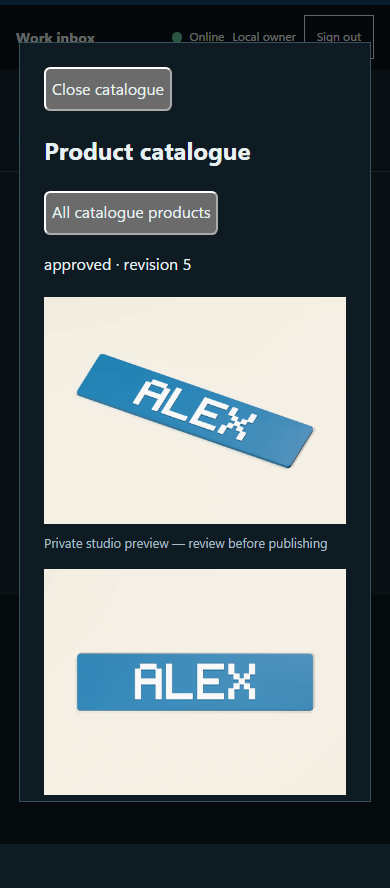 Work inbox
Online
Local owner
Sign out
Close catalogue
Product catalogue
All catalogue products
approved · revision 5
ALEX
Private studio preview — review before publishing
ALEX